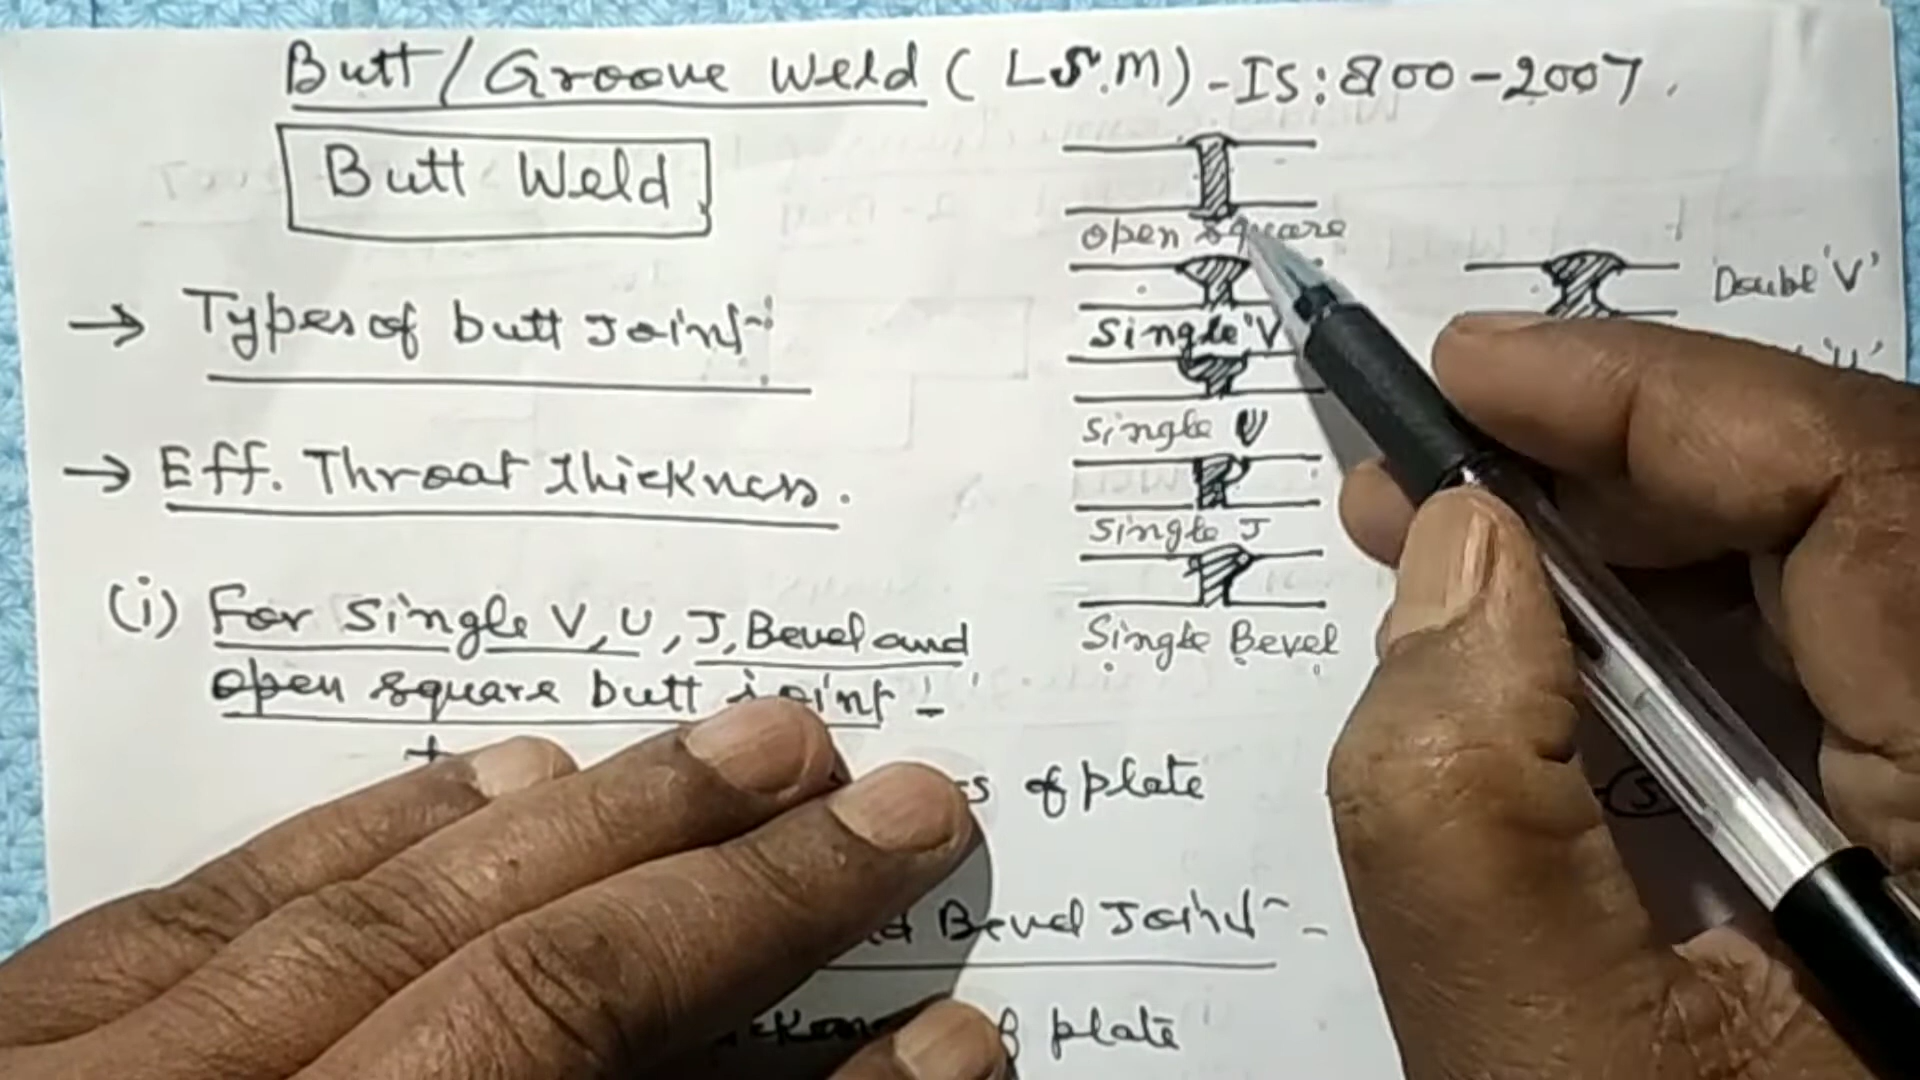 Butt/Groove Weld (LSM) - IS: 800-2007.
Butt Weld
→ Types of butt Joint
→ Eff. Throat thickness.
(i) For Single V, U, J, Bevel and
open square butt joint :-
of plate
Bevel Joint -
of plate
open square
Single 'V'
Single U
Single J
Single Bevel
Double 'V'
'U'